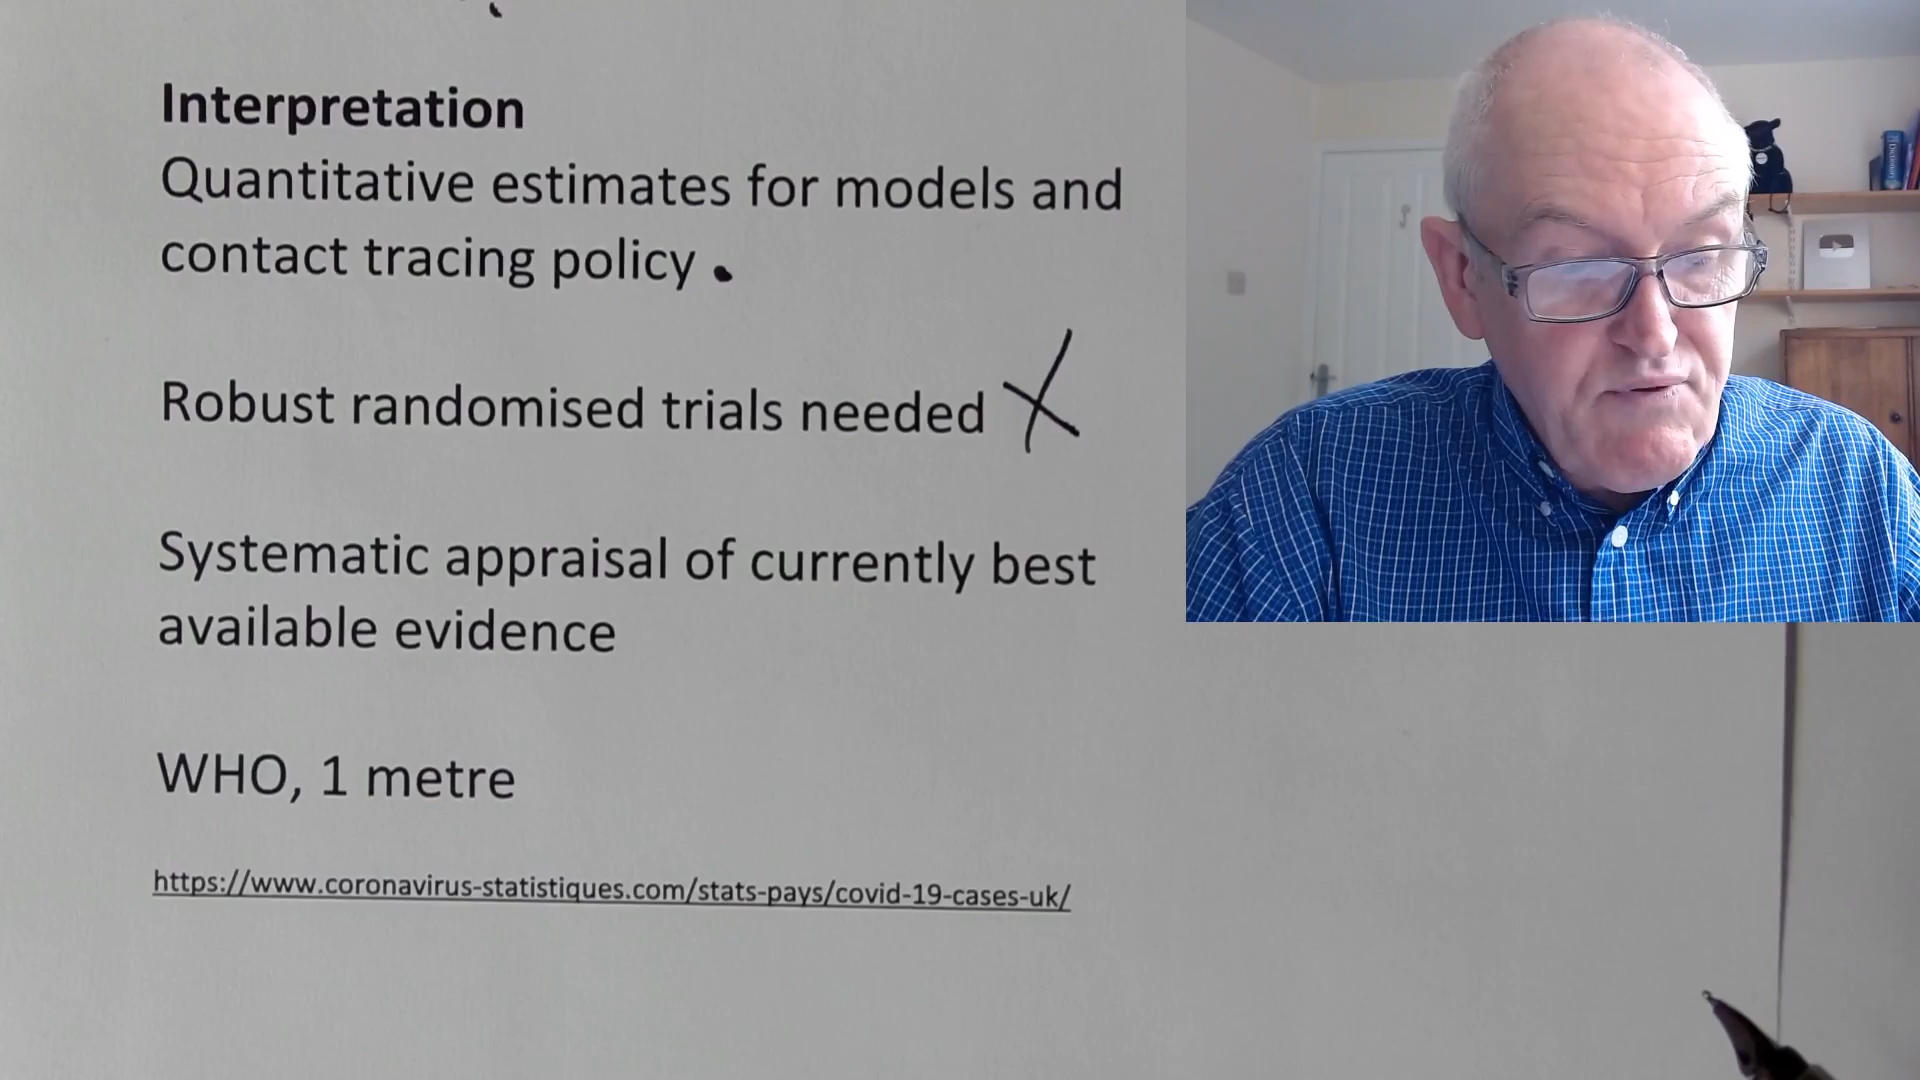 Interpretation
Quantitative estimates for models and
contact tracing policy
Robust randomised trials needed
Systematic appraisal of currently best
available evidence
WHO, 1 metre
https://www.coronavirus-statistiques.com/stats-pays/covid-19-cases-uk/
Dictionary